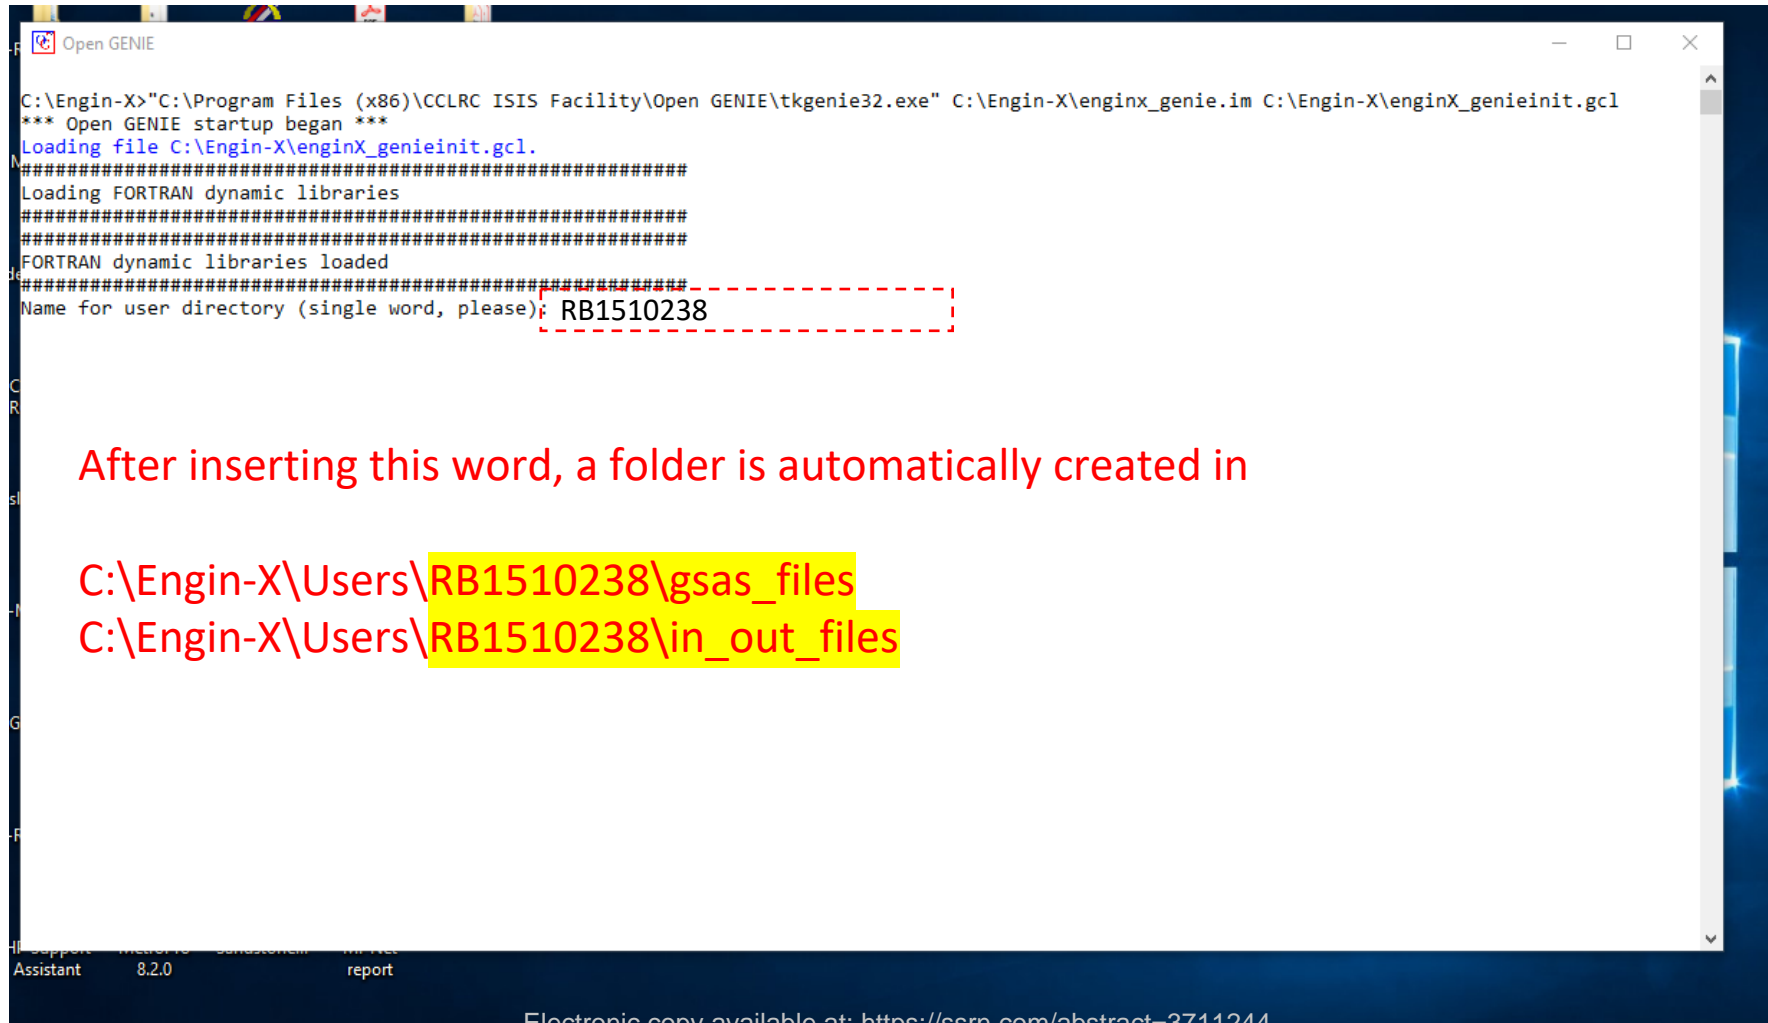 Open GENIE
C:\Engin-X>"C:\Program Files (x86)\CCLRC ISIS Facility\Open GENIE\tkgenie32.exe" C:\Engin-X\enginx_genie.im C:\Engin-X\enginX_genieinit.gcl
*** Open GENIE startup began ***
Loading file C:\Engin-X\enginX_genieinit.gcl.
##########################################################
Loading FORTRAN dynamic libraries
##########################################################
##########################################################
FORTRAN dynamic libraries loaded
##########################################################
Name for user directory (single word, please): RB1510238
After inserting this word, a folder is automatically created in
C:\Engin-X\Users\RB1510238\gsas_files
C:\Engin-X\Users\RB1510238\in_out_files
Assistant 8.2.0 report
Electronic copy available at: https://ssrn.com/abstract=3711244